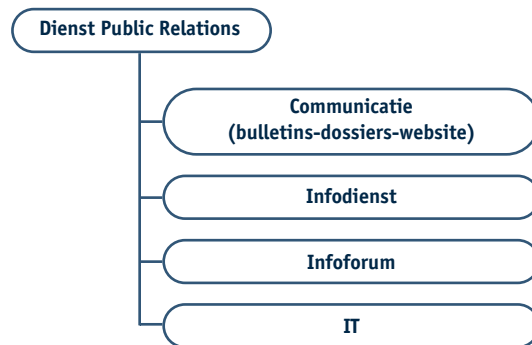 Dienst Public Relations
Communicatie
(bulletins-dossiers-website)
Infodienst
Infoforum
IT